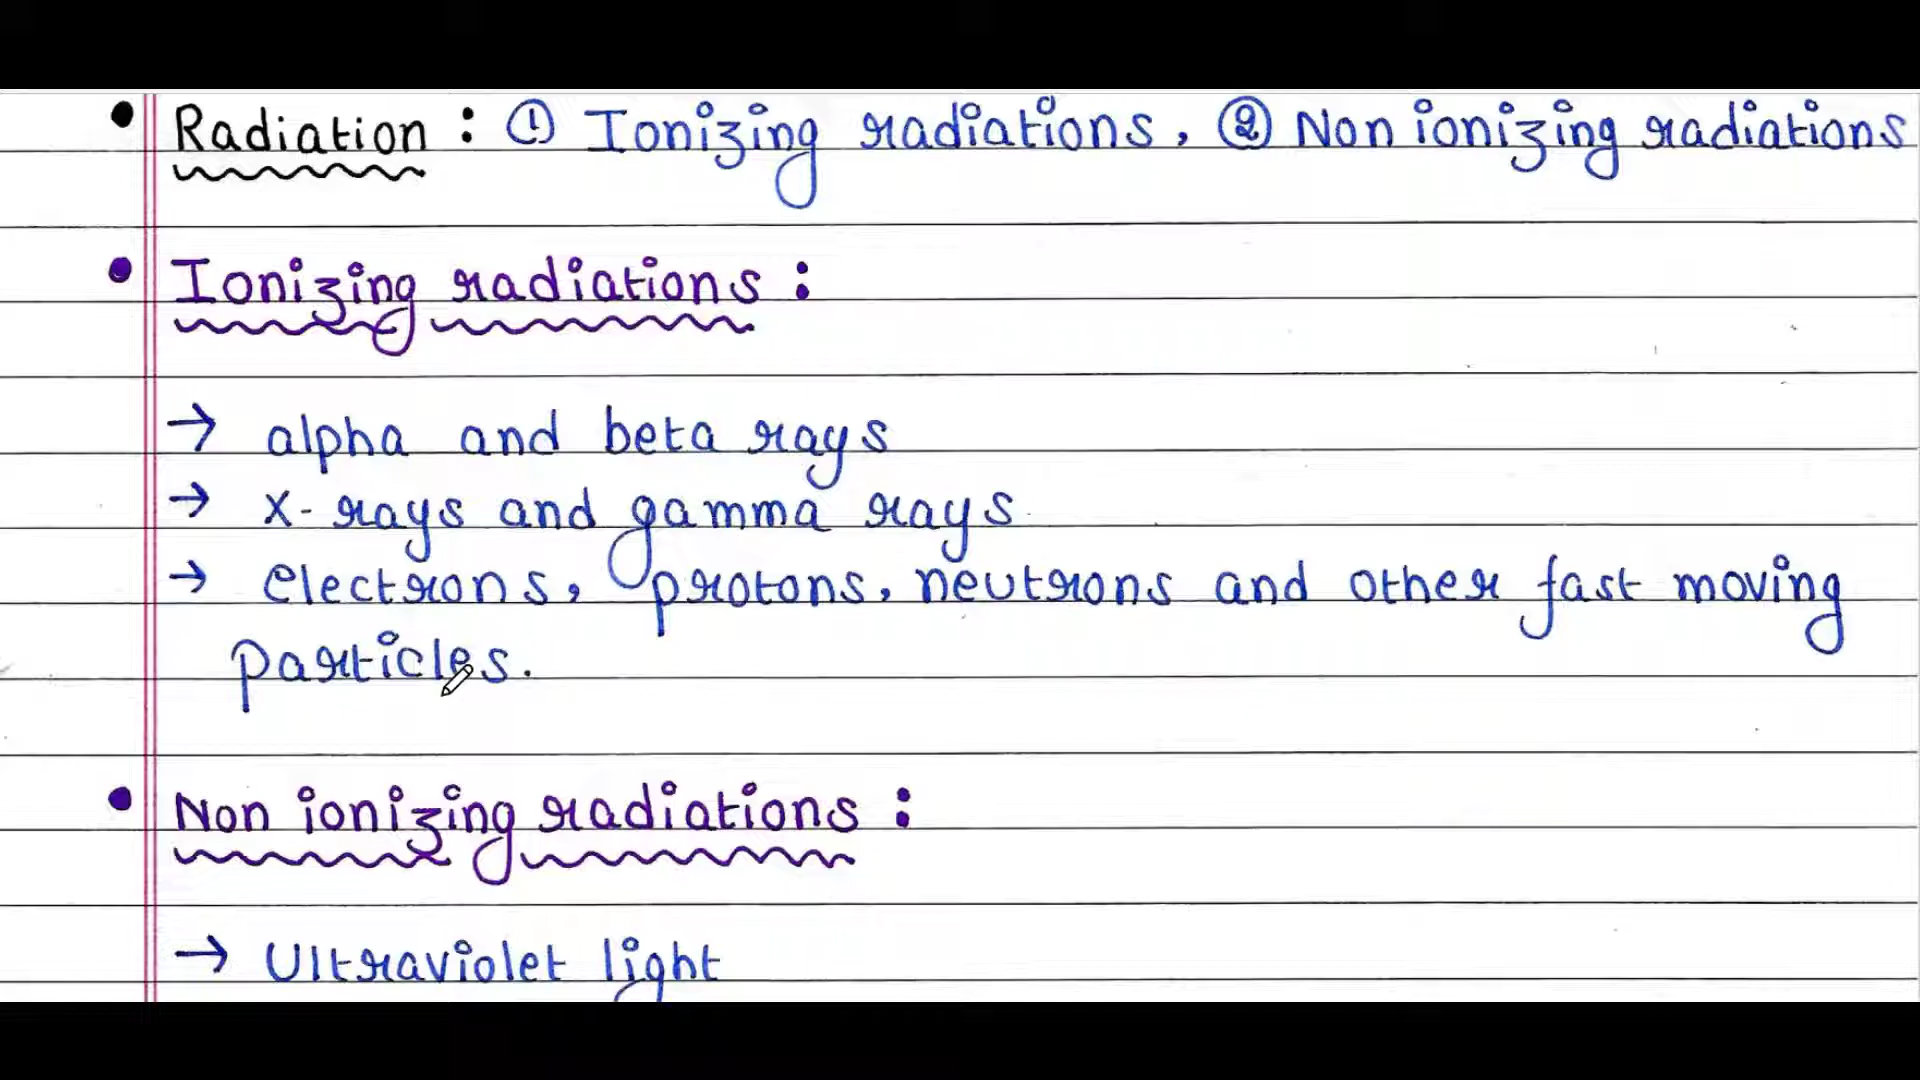 • Radiation : ① Ionizing radiations, ② Non ionizing radiations
• Ionizing radiations :
→ alpha and beta rays
→ x-rays and gamma rays
→ electrons, protons, neutrons and other fast moving
particles.
• Non ionizing radiations :
→ Ultraviolet light